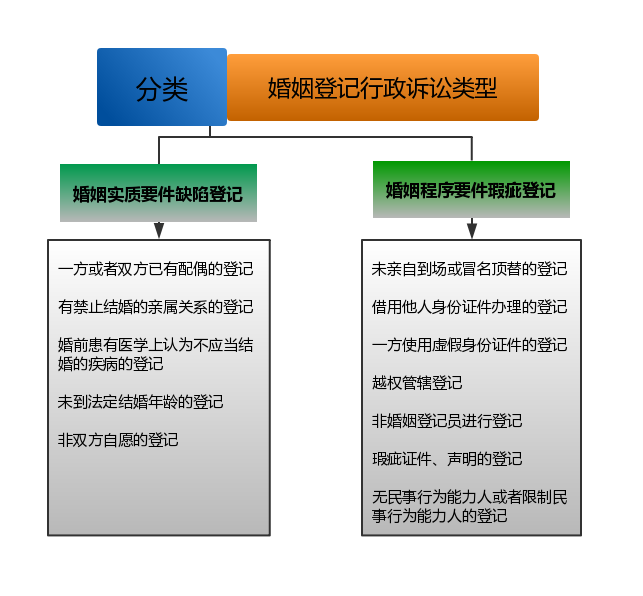 分类
婚姻登记行政诉讼类型
婚姻实质要件缺陷登记
一方或者双方已有配偶的登记
有禁止结婚的亲属关系的登记
婚前患有医学上认为不应当结
婚的疾病的登记
未到法定结婚年龄的登记
非双方自愿的登记
婚姻程序要件瑕疵登记
未亲自到场或冒名顶替的登记
借用他人身份证件办理的登记
一方使用虚假身份证件的登记
越权管辖登记
非婚姻登记员进行登记
瑕疵证件、声明的登记
无民事行为能力人或者限制民
事行为能力人的登记